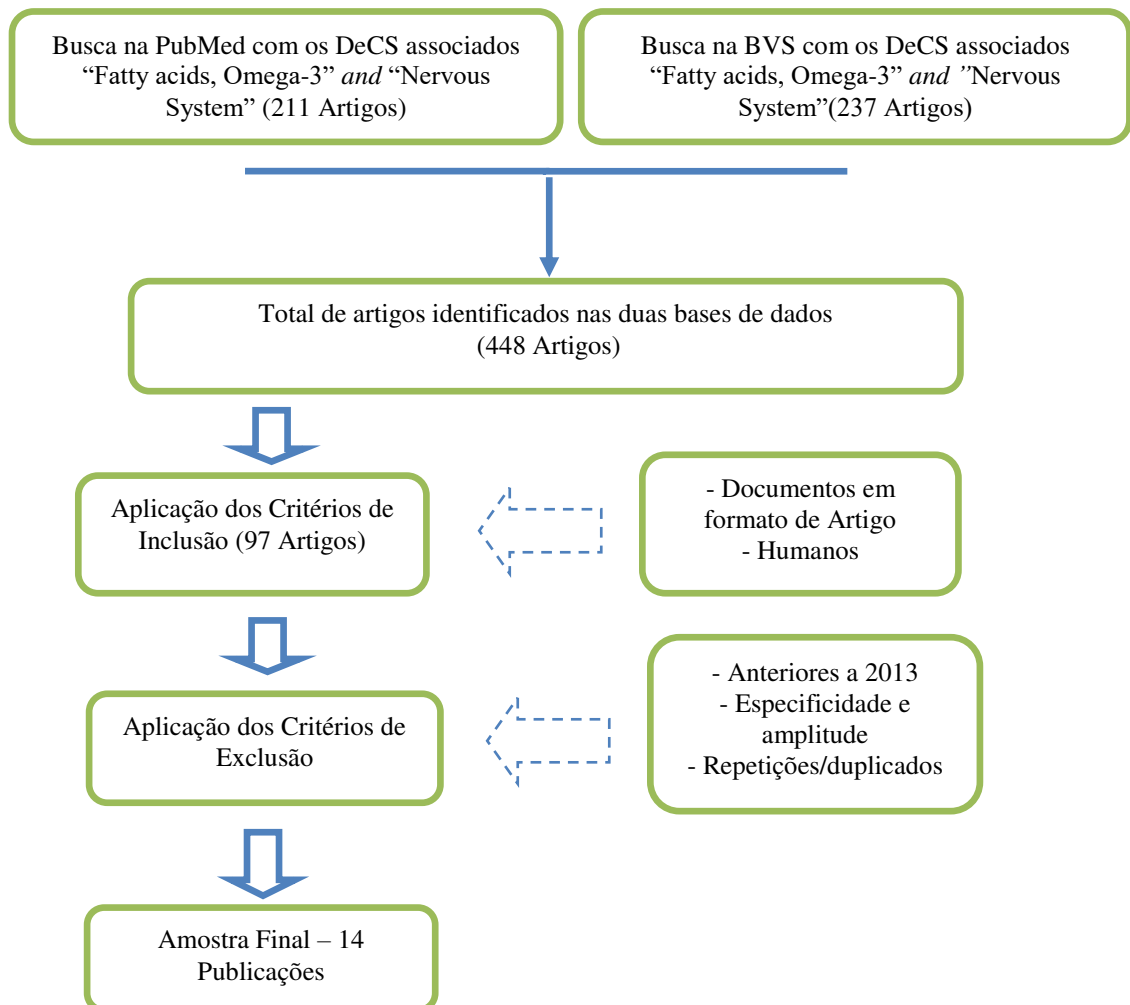 Busca na PubMed com os DeCS associados
“Fatty acids, Omega-3” and “Nervous
System” (211 Artigos)
Busca na BVS com os DeCS associados
“Fatty acids, Omega-3” and ”Nervous
System”(237 Artigos)
Total de artigos identificados nas duas bases de dados
(448 Artigos)
Aplicação dos Critérios de
Inclusão (97 Artigos)
- Documentos em
formato de Artigo
- Humanos
Aplicação dos Critérios de
Exclusão
- Anteriores a 2013
- Especificidade e
amplitude
- Repetições/duplicados
Amostra Final – 14
Publicações